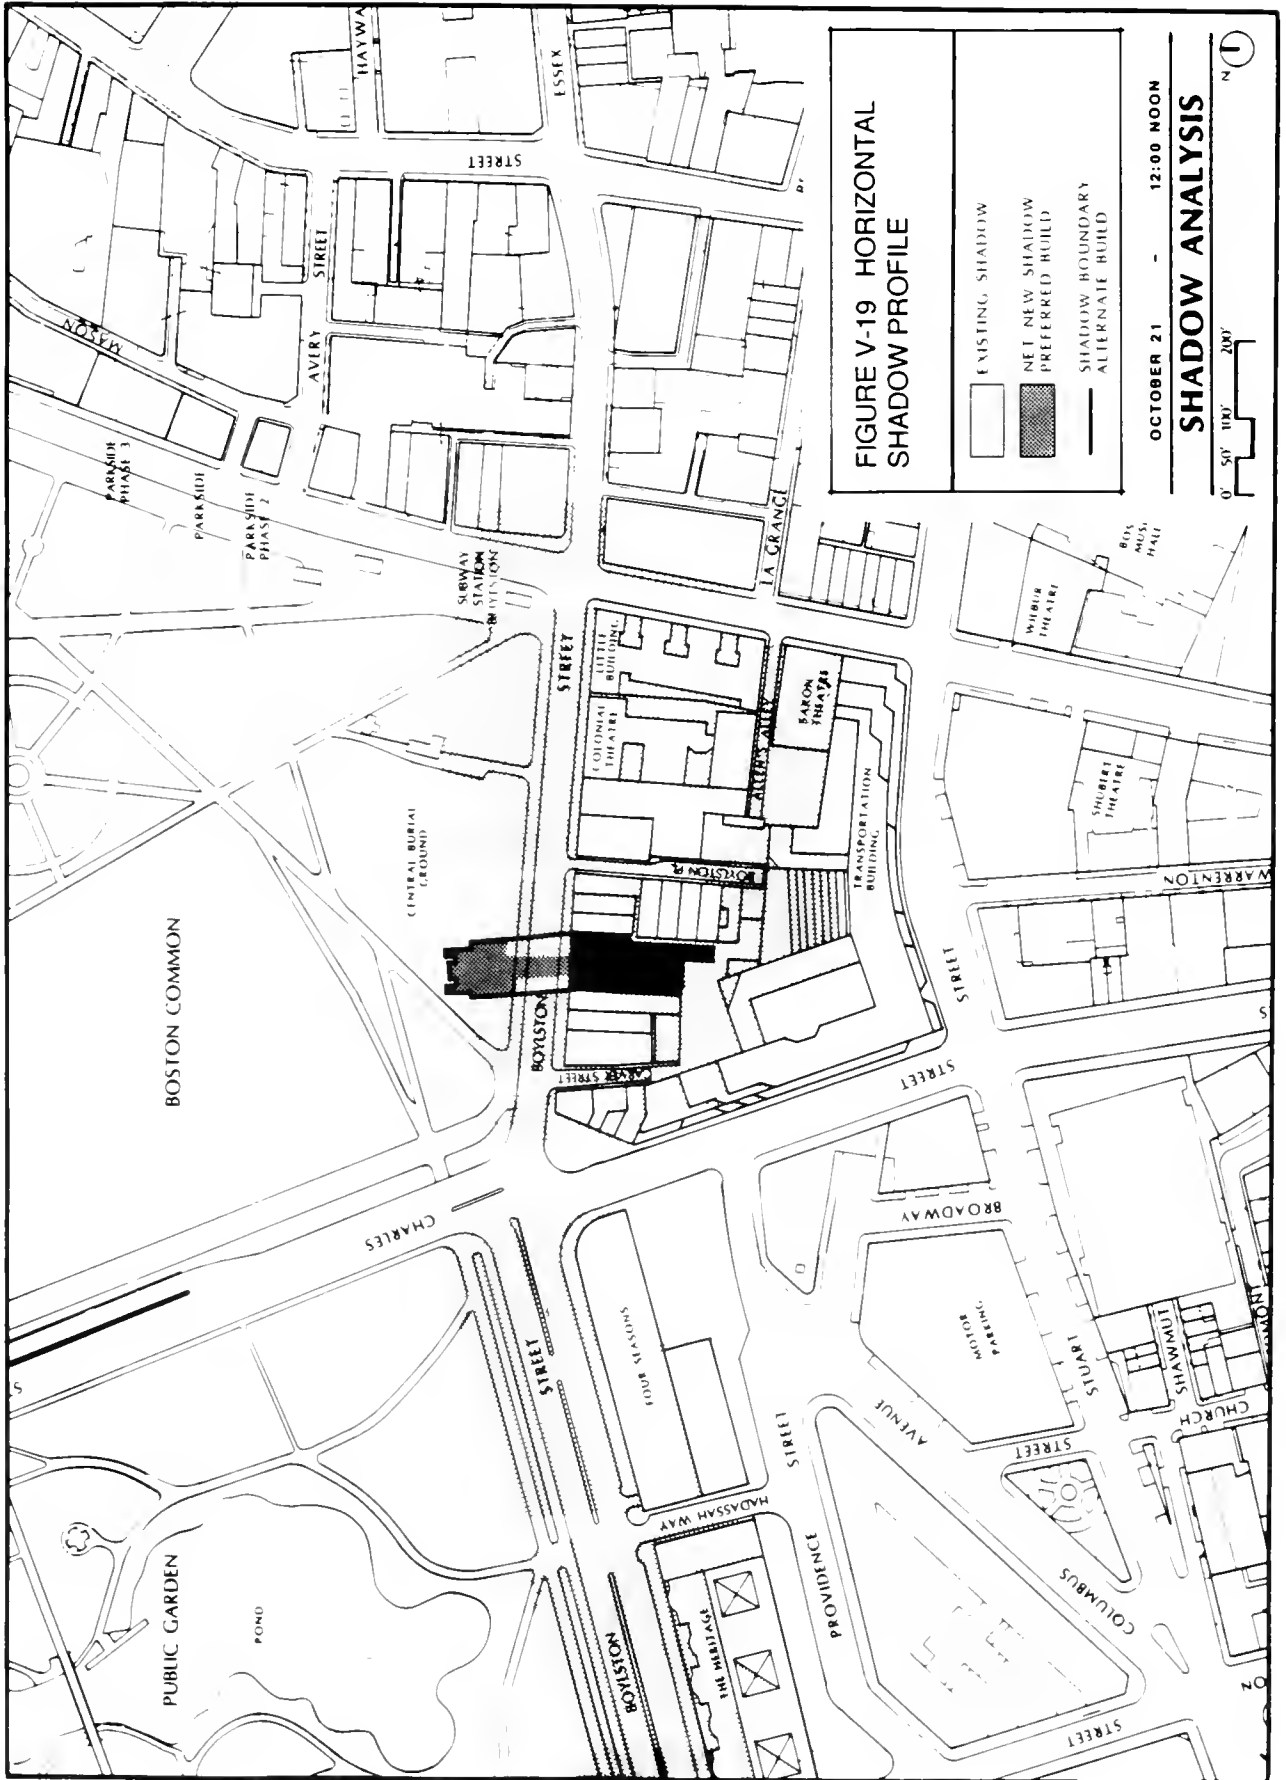 BOSTON COMMON
PUBLIC GARDEN
POND
CENTRAL BURIAL
GROUND
PARKSIDE
PHASE 3
PARKSIDE
PARKSIDE
PHASE 2
SUBWAY
STATION
BOYLSTON
MASON
AVERY
STREET
HAYWA
ESSEX
STREET
CHARLES
STREET
BOYLSTON
STREET
BOYLSTON
LITTLE
BUILDING
COLONIAL
THEATRE
BOYLSTON Pl
ALLEN'S ALLEY
LA GRANGE
BARON
THEATRE
TRANSPORTATION
BUILDING
CARVER STREET
WILBUR
THEATRE
BOS
MUSI
HALL
SHUBERT
THEATRE
WARRENTON
STREET
STREET
BROADWAY
FOUR SEASONS
MOTOR
PARKING
HADASSAH WAY
THE HERITAGE
PROVIDENCE
STREET
AVENUE
COLUMBUS
STUART
STREET
SHAWMUT
CHURCH
STREET
ON
FIGURE V-19 HORIZONTAL
SHADOW PROFILE
EXISTING SHADOW
NET NEW SHADOW
PREFERRED BUILD
SHADOW BOUNDARY
ALTERNATE BUILD
OCTOBER 21 - 12:00 NOON
SHADOW ANALYSIS
0' 50' 100' 200'
N